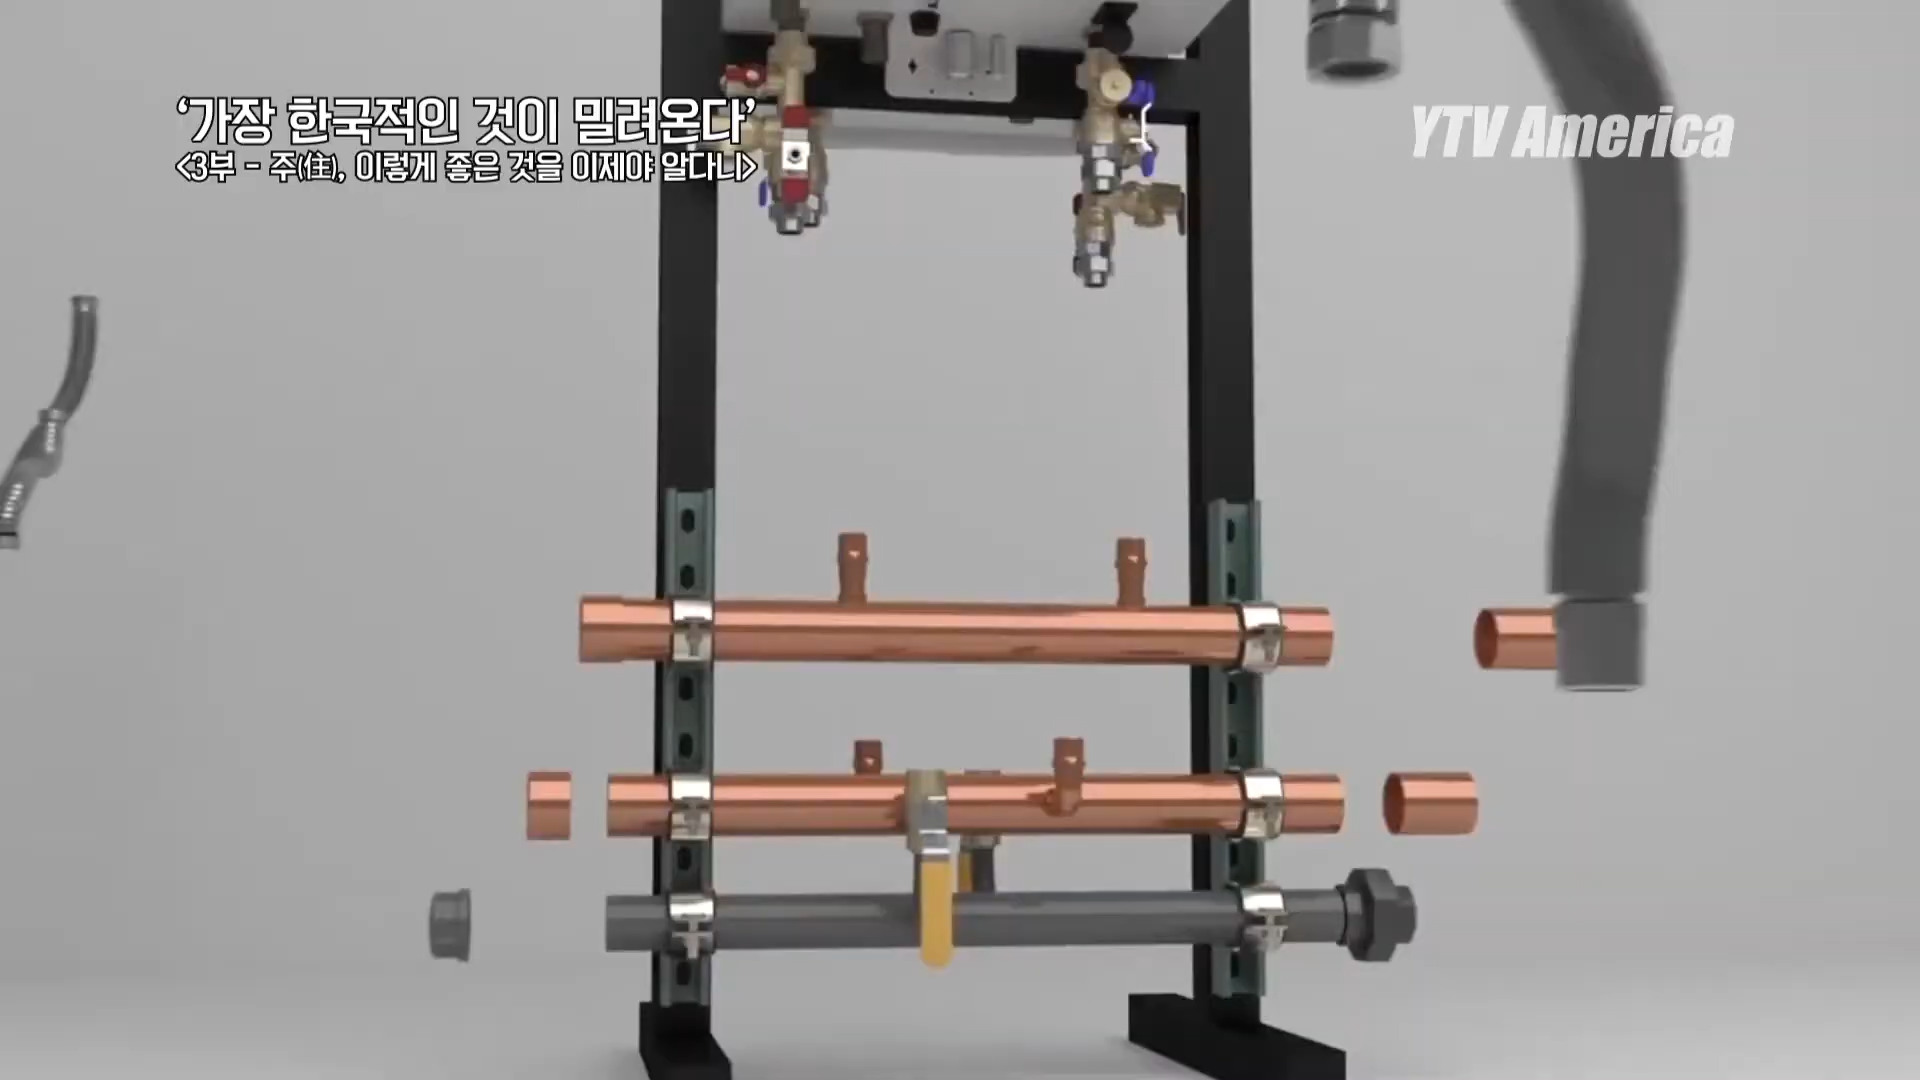 ‘가장 한국적인 것이 밀려온다’
<3부 - 주(住), 이렇게 좋은 것을 이제야 알다니>
YTV America